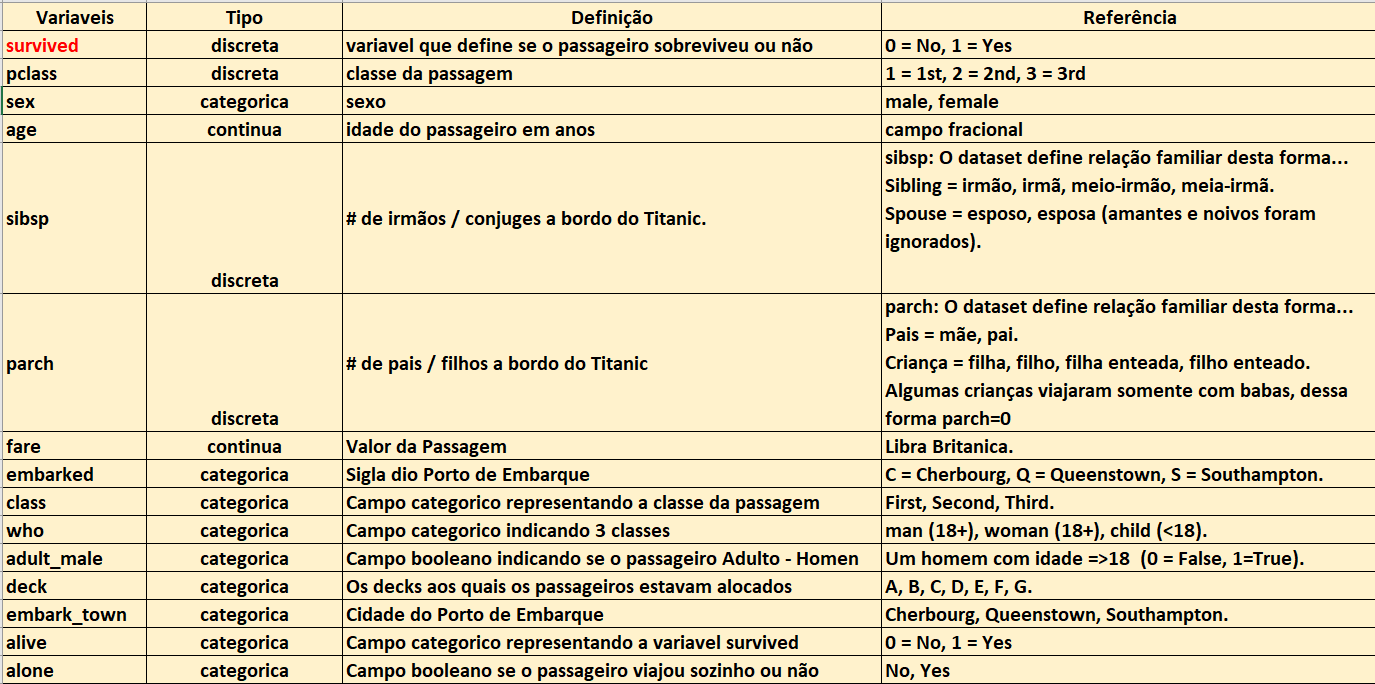 Variaveis Tipo Definição Referência
survived discreta variavel que define se o passageiro sobreviveu ou não 0 = No, 1 = Yes
pclass discreta classe da passagem 1 = 1st, 2 = 2nd, 3 = 3rd
sex categorica sexo male, female
age continua idade do passageiro em anos campo fracional
sibsp discreta # de irmãos / conjuges a bordo do Titanic. sibsp: O dataset define relação familiar desta forma...
Sibling = irmão, irmã, meio-irmão, meia-irmã.
Spouse = esposo, esposa (amantes e noivos foram
ignorados).
parch discreta # de pais / filhos a bordo do Titanic parch: O dataset define relação familiar desta forma...
Pais = mãe, pai.
Criança = filha, filho, filha enteada, filho enteado.
Algumas crianças viajaram somente com babas, dessa
forma parch=0
fare continua Valor da Passagem Libra Britanica.
embarked categorica Sigla dio Porto de Embarque C = Cherbourg, Q = Queenstown, S = Southampton.
class categorica Campo categorico representando a classe da passagem First, Second, Third.
who categorica Campo categorico indicando 3 classes man (18+), woman (18+), child (<18).
adult_male categorica Campo booleano indicando se o passageiro Adulto - Homen Um homem com idade =>18 (0 = False, 1=True).
deck categorica Os decks aos quais os passageiros estavam alocados A, B, C, D, E, F, G.
embark_town categorica Cidade do Porto de Embarque Cherbourg, Queenstown, Southampton.
alive categorica Campo categorico representando a variavel survived 0 = No, 1 = Yes
alone categorica Campo booleano se o passageiro viajou sozinho ou não No, Yes